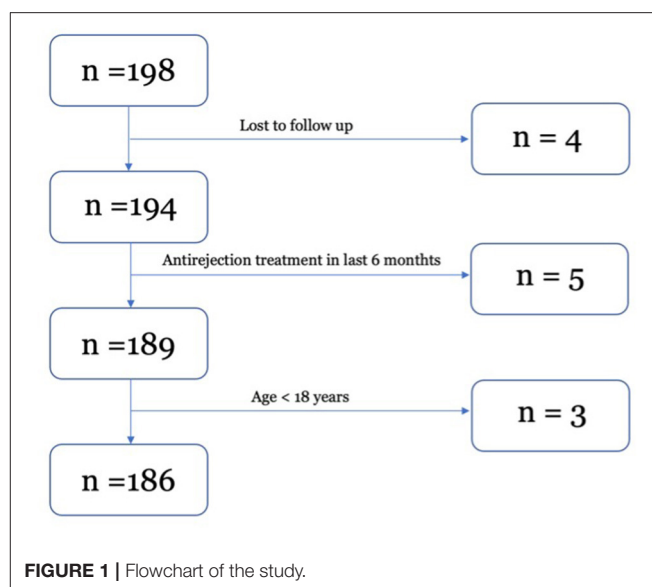 n =198
Lost to follow up
n = 4
n =194
Antirejection treatment in last 6 monthts
n = 5
n =189
Age < 18 years
n = 3
n =186
FIGURE 1 | Flowchart of the study.